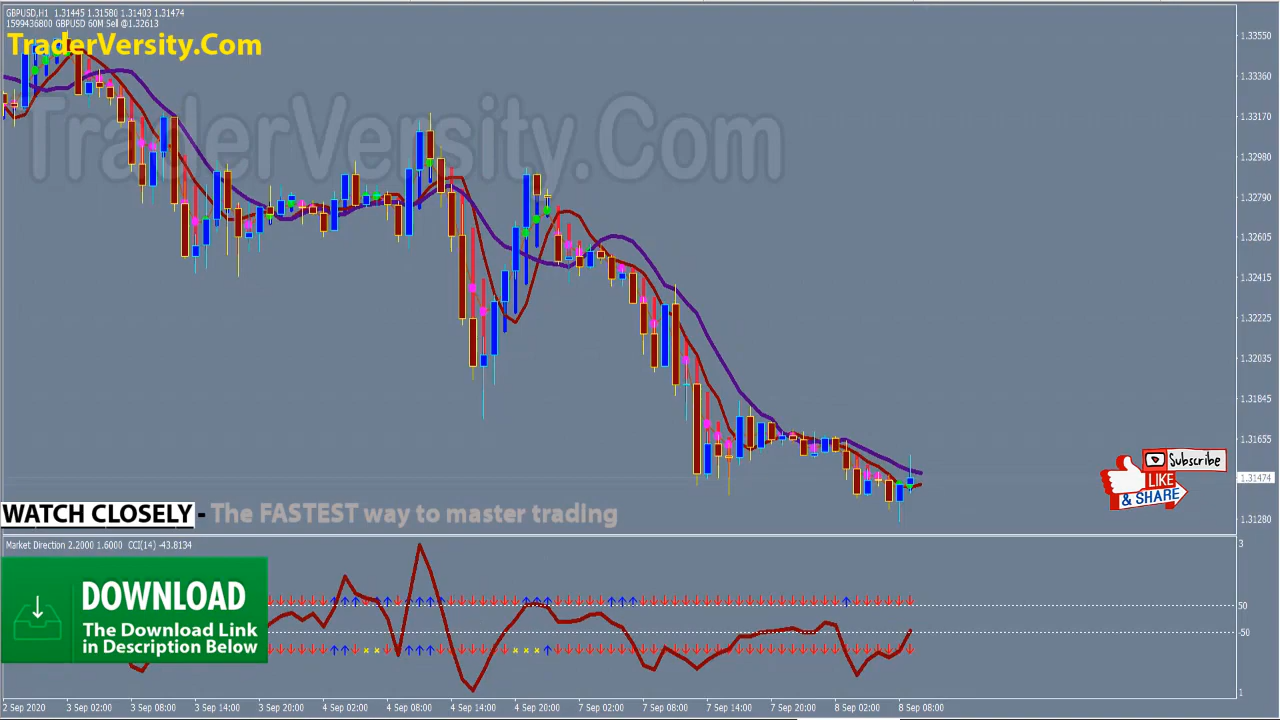 GBPUSD,H1 1.31445 1.31580 1.31403 1.31474
1599436800 GBPUSD 60M Sell @1.32613
TraderVersity.Com
TraderVersity.Com
1.33550
1.33360
1.33170
1.32980
1.32790
1.32605
1.32415
1.32225
1.32035
1.31845
1.31655
1.31474
1.31280
Subscribe
LIKE
& SHARE
WATCH CLOSELY - The FASTEST way to master trading
Market Direction 2.2000 1.6000 CCI(14) -43.8134
3
50
-50
1
DOWNLOAD
The Download Link
in Description Below
2 Sep 2020 3 Sep 02:00 3 Sep 08:00 3 Sep 14:00 3 Sep 20:00 4 Sep 02:00 4 Sep 08:00 4 Sep 14:00 4 Sep 20:00 7 Sep 02:00 7 Sep 08:00 7 Sep 14:00 7 Sep 20:00 8 Sep 02:00 8 Sep 08:00